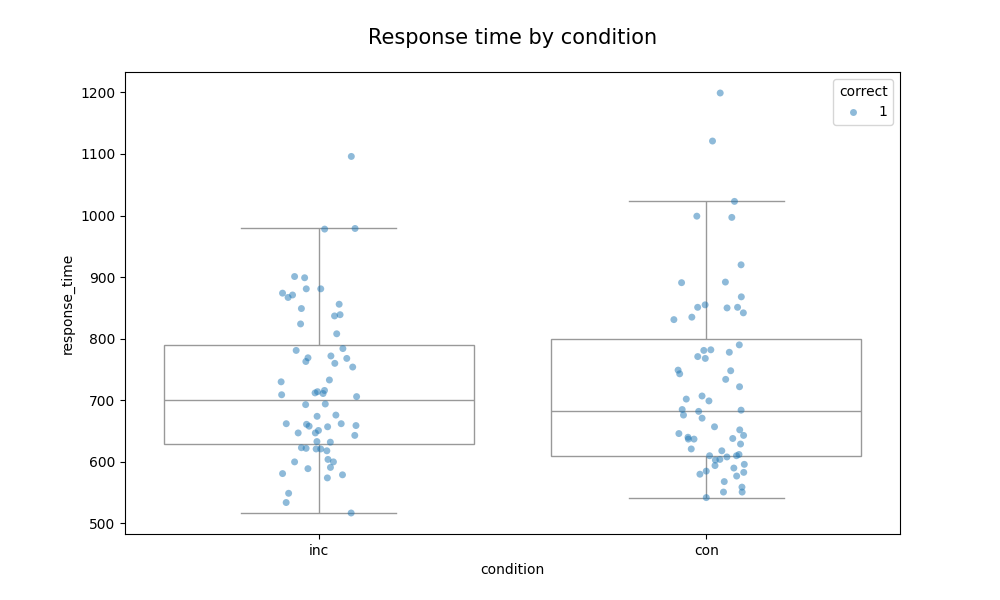 Response time by condition
correct
1
1200
1100
1000
900
800
700
600
500
response_time
inc
con
condition